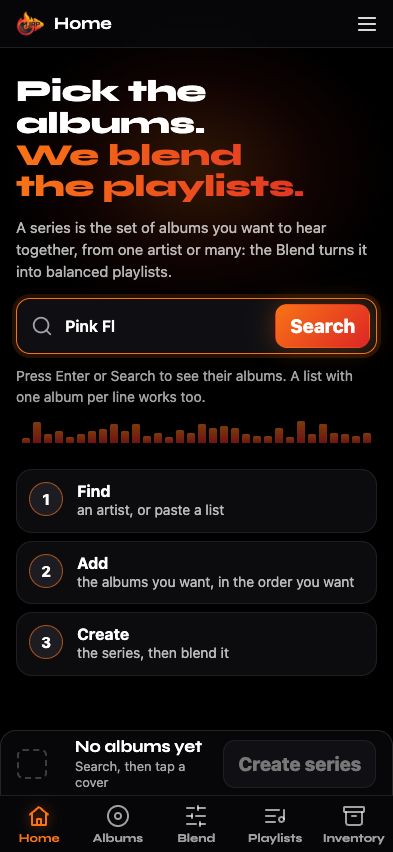 Home
Pick the
albums.
We blend
the playlists.
A series is the set of albums you want to hear
together, from one artist or many: the Blend turns it
into balanced playlists.
Pink Fl
Search
Press Enter or Search to see their albums. A list with
one album per line works too.
1
Find
an artist, or paste a list
2
Add
the albums you want, in the order you want
3
Create
the series, then blend it
No albums yet
Search, then tap a
cover
Create series
Home
Albums
Blend
Playlists
Inventory